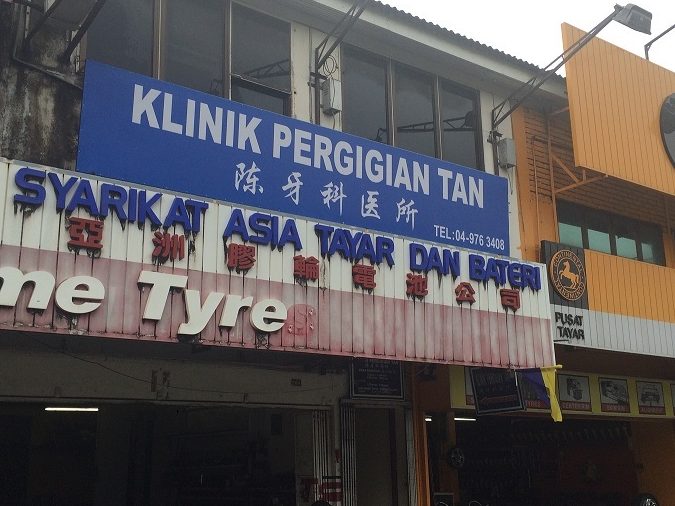 KLINIK PERGIGIAN TAN
陈牙科医所
TEL:04-976 3408
SYARIKAT ASIA TAYAR DAN BATERI
亞洲膠輪電池公司
me Tyres
PUSAT
TAYAR